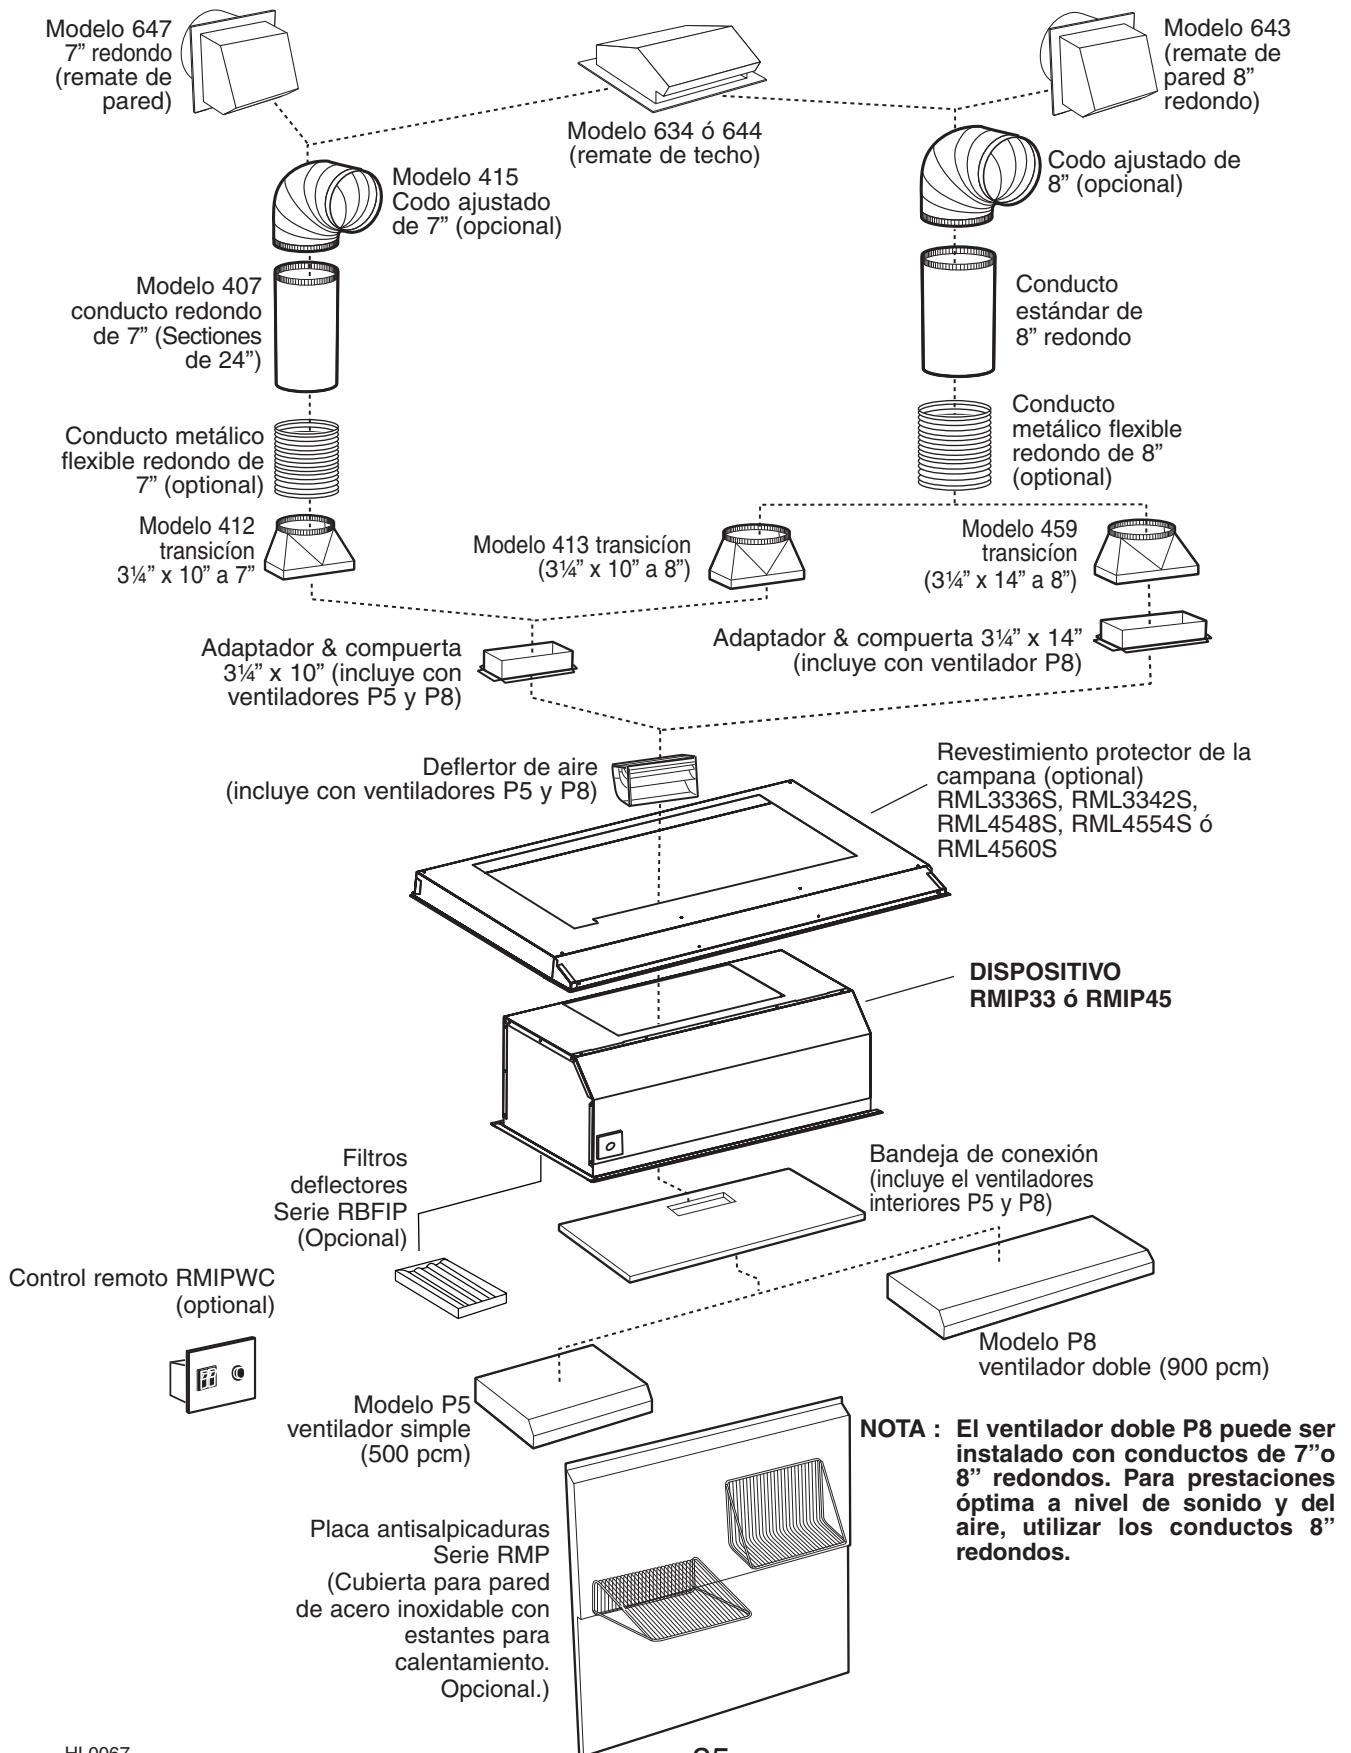 Modelo 647
7” redondo
(remate de
pared)
Modelo 634 ó 644
(remate de techo)
Modelo 643
(remate de
pared 8”
redondo)
Modelo 415
Codo ajustado
de 7” (opcional)
Codo ajustado de
8” (opcional)
Modelo 407
conducto redondo
de 7” (Sectiones
de 24”)
Conducto
estándar de
8” redondo
Conducto metálico
flexible redondo de
7” (optional)
Conducto
metálico flexible
redondo de 8”
(optional)
Modelo 412
transicíon
3¼” x 10” a 7”
Modelo 413 transicíon
(3¼” x 10” a 8”)
Modelo 459
transicíon
(3¼” x 14” a 8”)
Adaptador & compuerta
3¼” x 10” (incluye con
ventiladores P5 y P8)
Adaptador & compuerta 3¼” x 14”
(incluye con ventilador P8)
Deflertor de aire
(incluye con ventiladores P5 y P8)
Revestimiento protector de la
campana (optional)
RML3336S, RML3342S,
RML4548S, RML4554S ó
RML4560S
DISPOSITIVO
RMIP33 ó RMIP45
Filtros
deflectores
Serie RBFIP
(Opcional)
Bandeja de conexión
(incluye el ventiladores
interiores P5 y P8)
Control remoto RMIPWC
(optional)
Modelo P8
ventilador doble (900 pcm)
Modelo P5
ventilador simple
(500 pcm)
NOTA : El ventilador doble P8 puede ser
instalado con conductos de 7”o
8” redondos. Para prestaciones
óptima a nivel de sonido y del
aire, utilizar los conductos 8”
redondos.
Placa antisalpicaduras
Serie RMP
(Cubierta para pared
de acero inoxidable con
estantes para
calentamiento.
Opcional.)